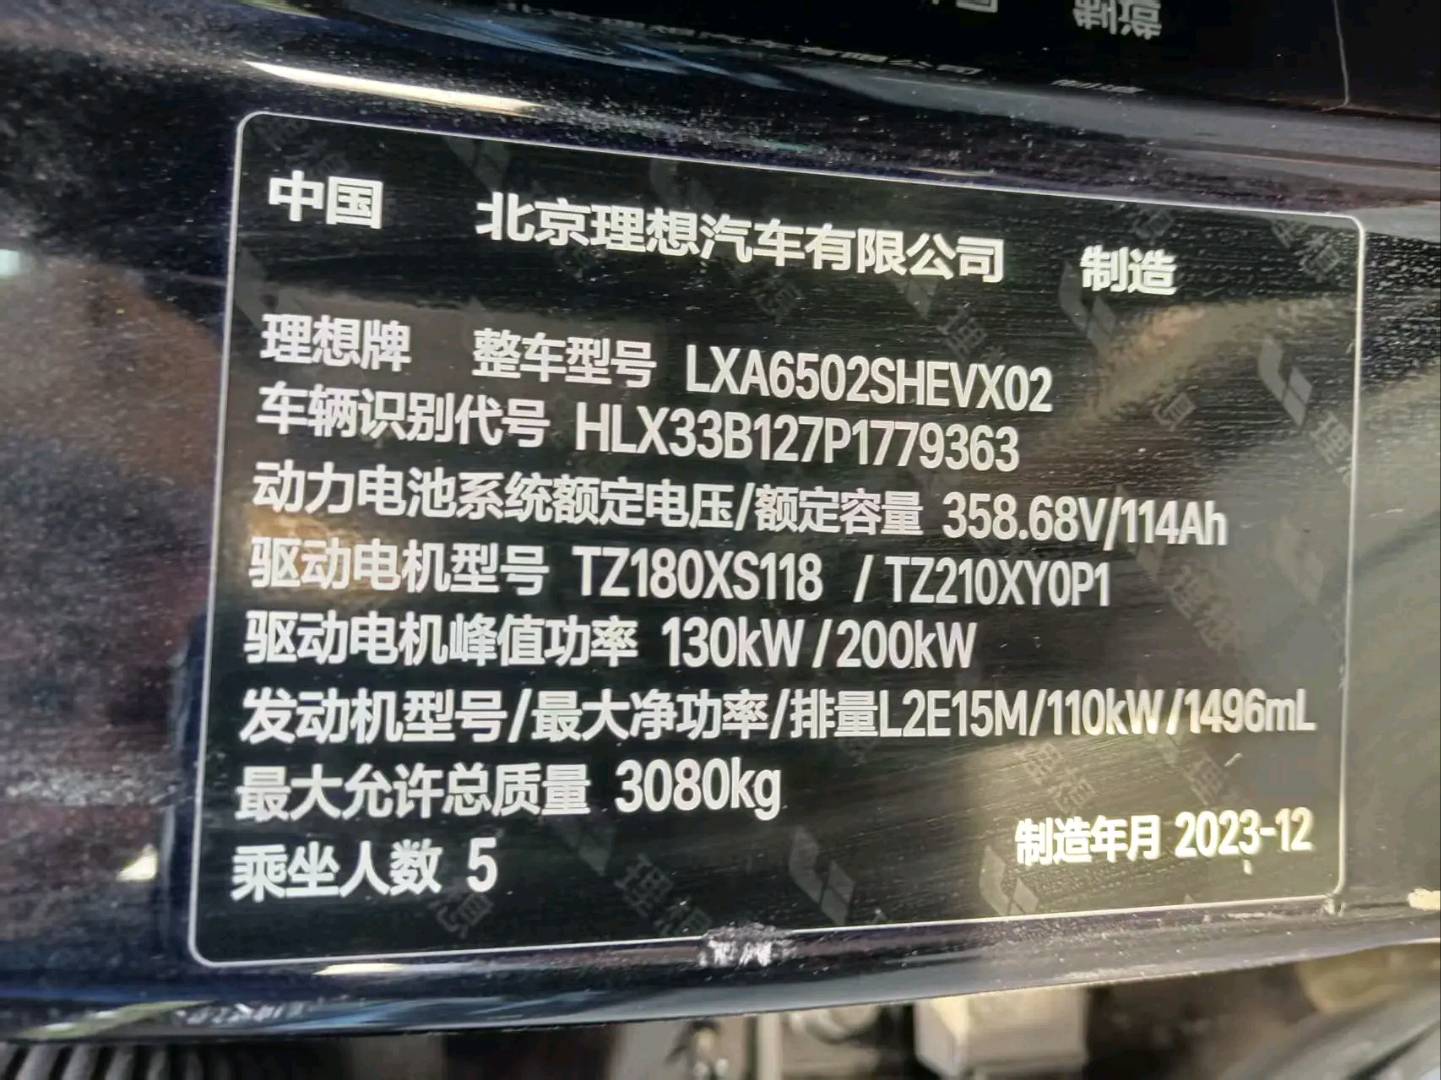 中国 北京理想汽车有限公司 制造
理想牌 整车型号 LXA6502SHEVX02
车辆识别代号 HLX33B127P1779363
动力电池系统额定电压/额定容量 358.68V/114Ah
驱动电机型号 TZ180XS118 / TZ210XY0P1
驱动电机峰值功率 130kW /200kW
发动机型号/最大净功率/排量L2E15M/110kW/1496mL
最大允许总质量 3080kg
乘坐人数 5
制造年月 2023-12